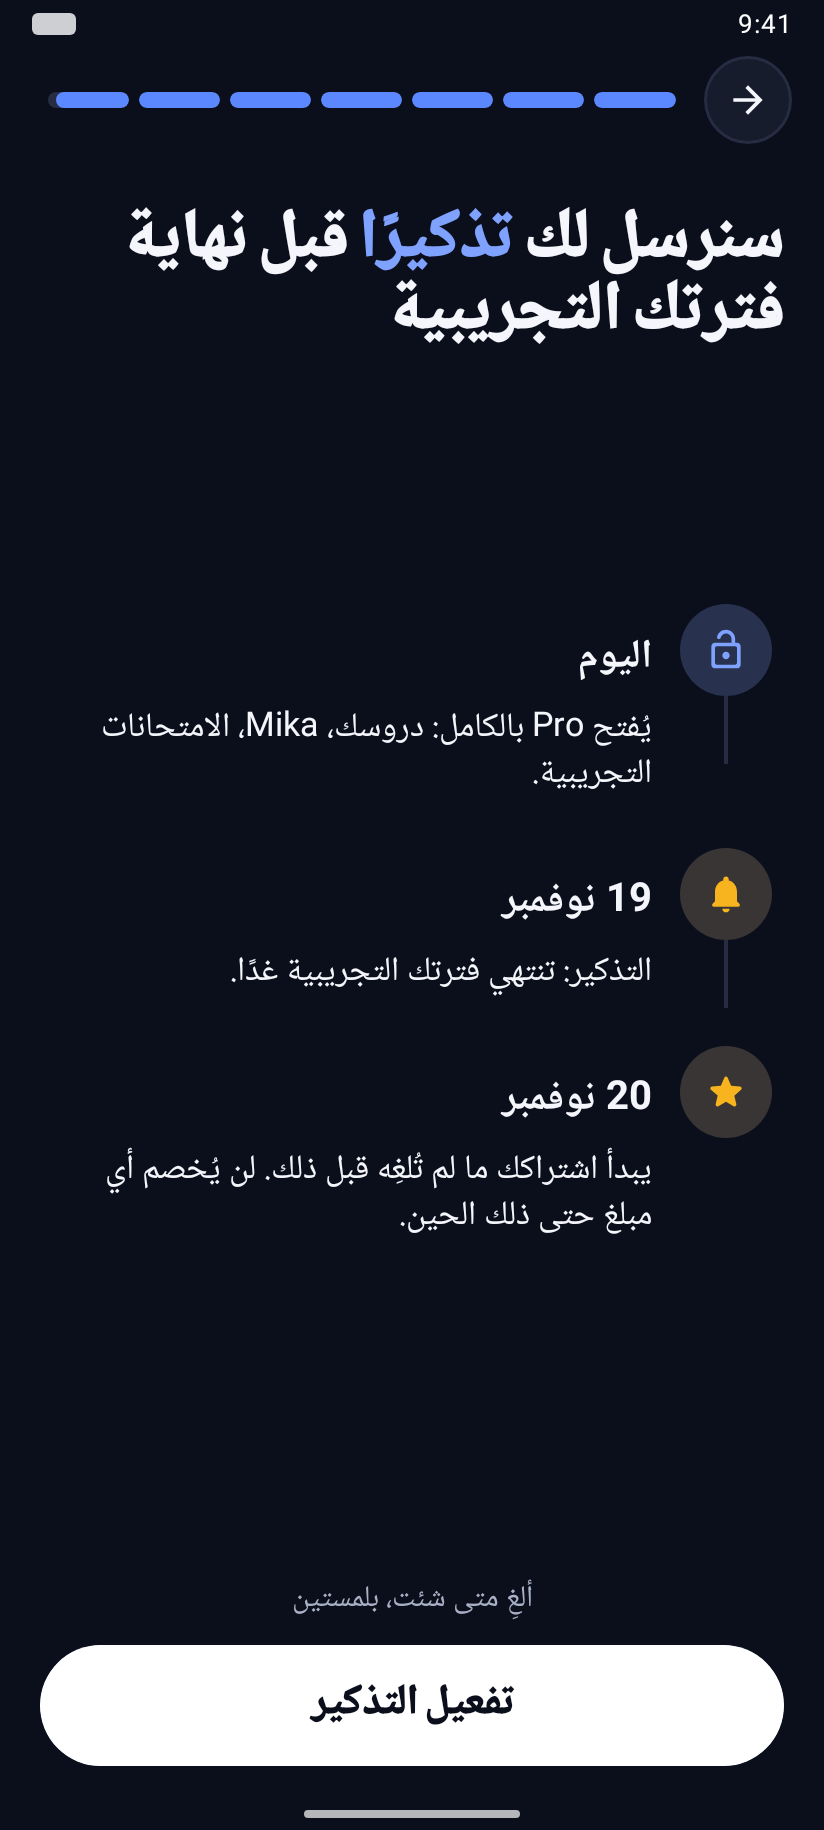 9:41
سنرسل لك تذكيرًا قبل نهاية
فترتك التجريبية
اليوم
يُفتح Pro بالكامل: دروسك، Mika، الامتحانات
التجريبية.
19 نوفمبر
التذكير: تنتهي فترتك التجريبية غدًا.
20 نوفمبر
يبدأ اشتراكك ما لم تُلغِه قبل ذلك. لن يُخصم أي
مبلغ حتى ذلك الحين.
ألغِ متى شئت، بلمستين
تفعيل التذكير